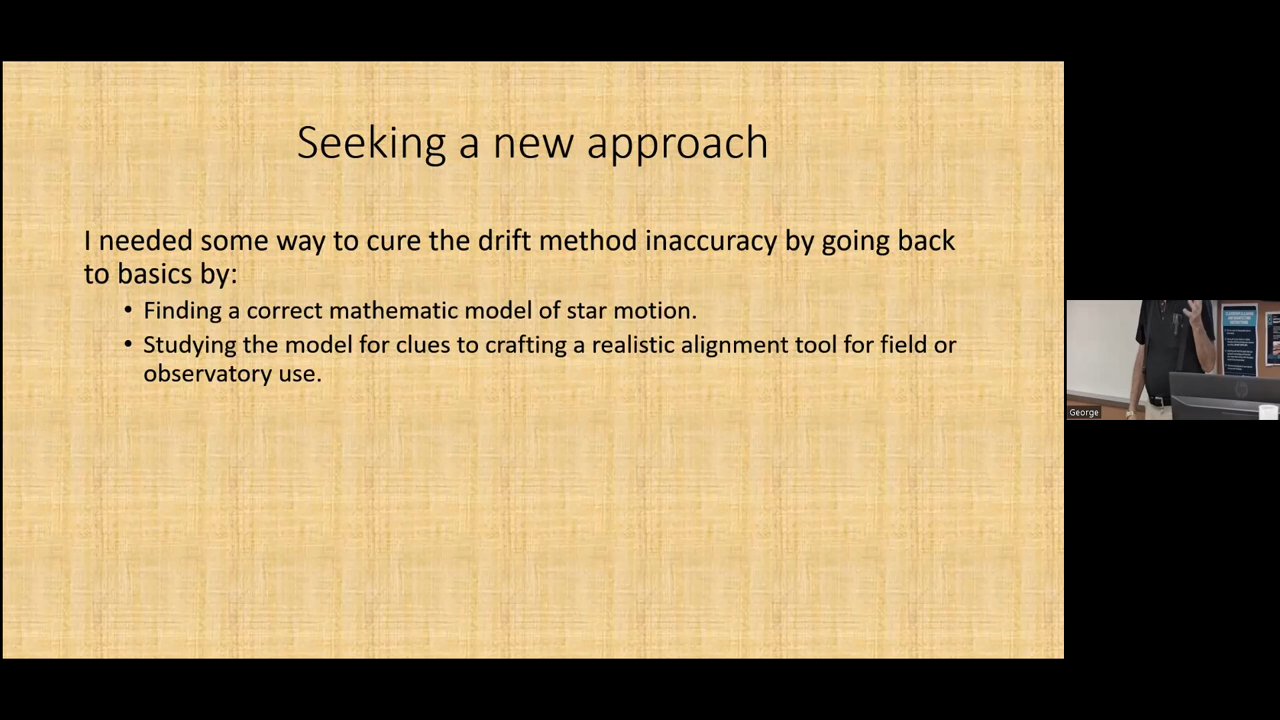 Seeking a new approach
I needed some way to cure the drift method inaccuracy by going back
to basics by:
• Finding a correct mathematic model of star motion.
• Studying the model for clues to crafting a realistic alignment tool for field or
observatory use.
George